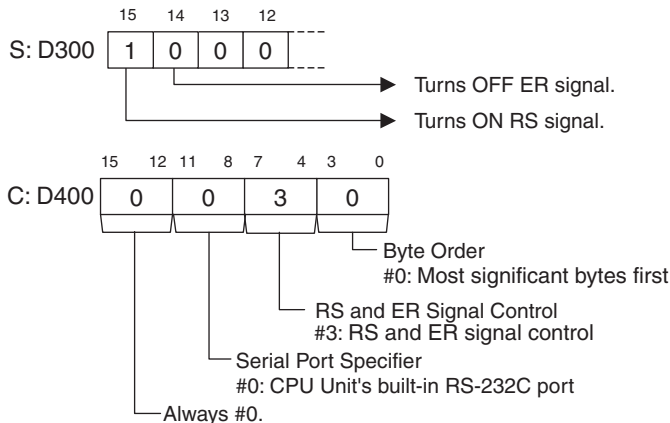 15 14 13 12
S: D300 1 0 0 0
Turns OFF ER signal.
Turns ON RS signal.
15 12 11 8 7 4 3 0
C: D400 0 0 3 0
Byte Order
#0: Most significant bytes first
RS and ER Signal Control
#3: RS and ER signal control
Serial Port Specifier
#0: CPU Unit's built-in RS-232C port
Always #0.